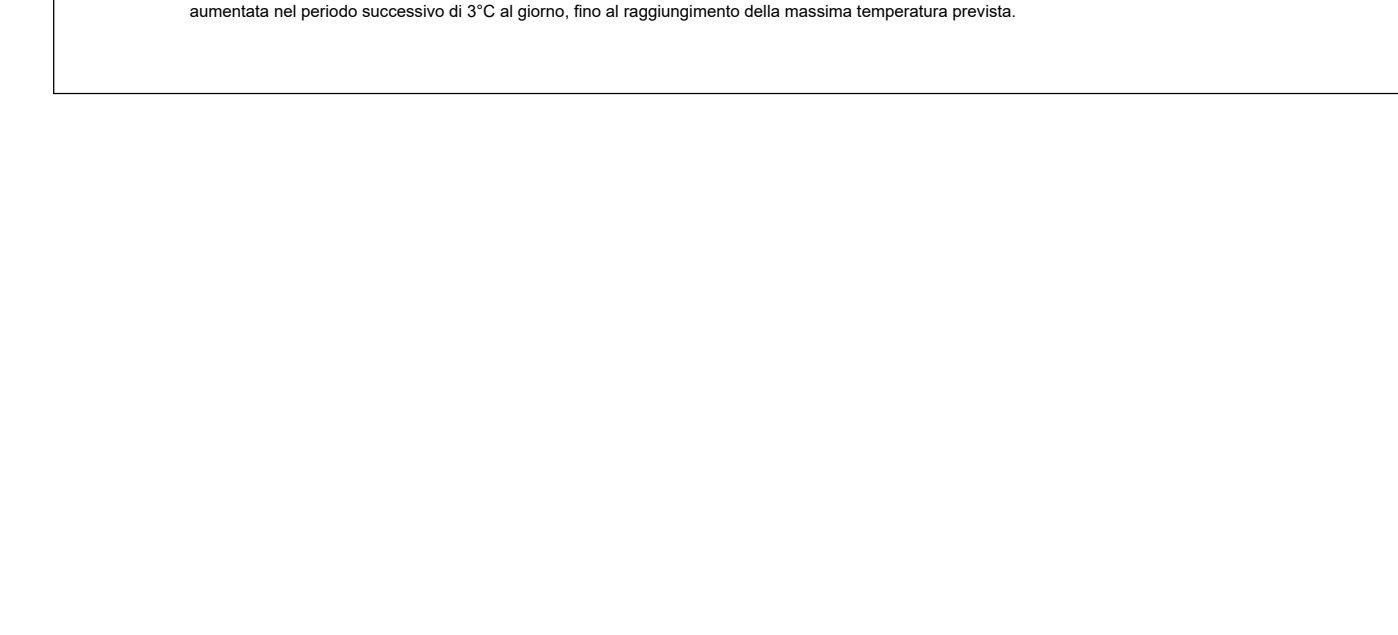 aumentata nel periodo successivo di 3°C al giorno, fino al raggiungimento della massima temperatura prevista.